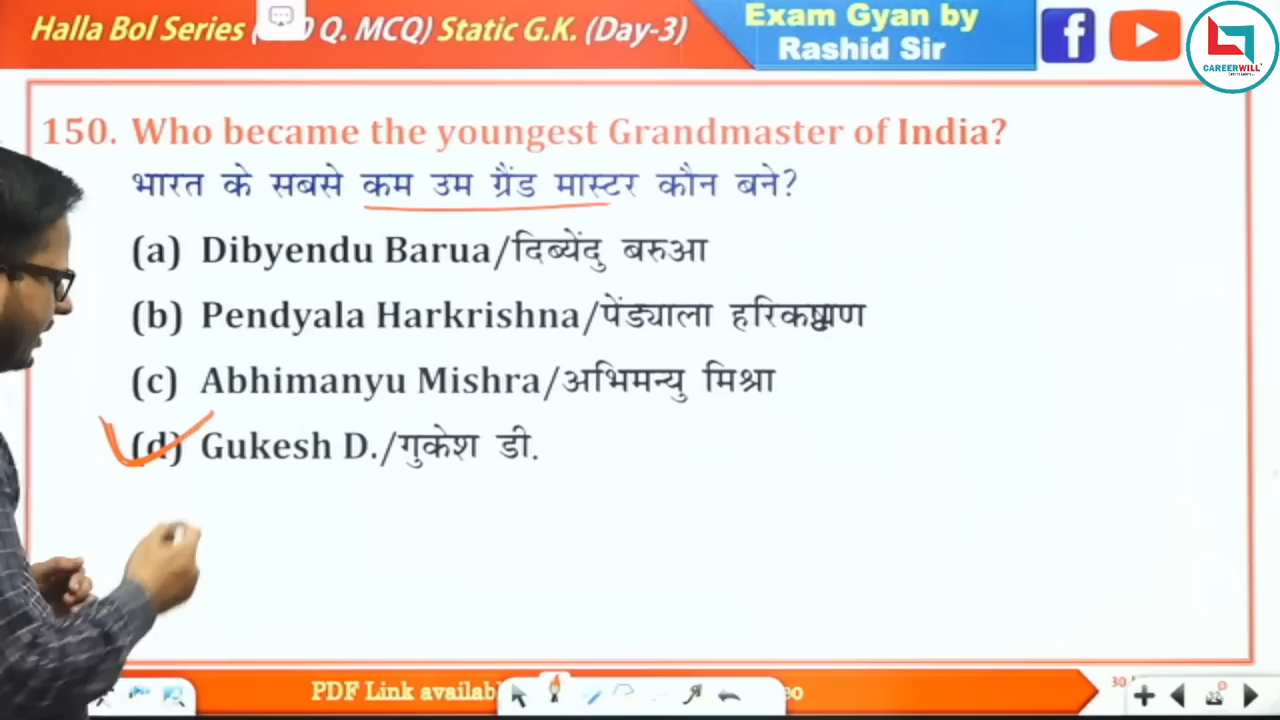 Halla Bol Series ( 0 Q. MCQ) Static G.K. (Day-3)
Exam Gyan by
Rashid Sir
CAREERWILL
150. Who became the youngest Grandmaster of India?
भारत के सबसे कम उम ग्रैंड मास्टर कौन बने?
(a) Dibyendu Barua/दिब्येंदु बरुआ
(b) Pendyala Harkrishna/पेंड्याला
(c) Abhimanyu Mishra/अभिमन्यु मिश्रा
(d) Gukesh D./गुकेश डी.
PDF Link